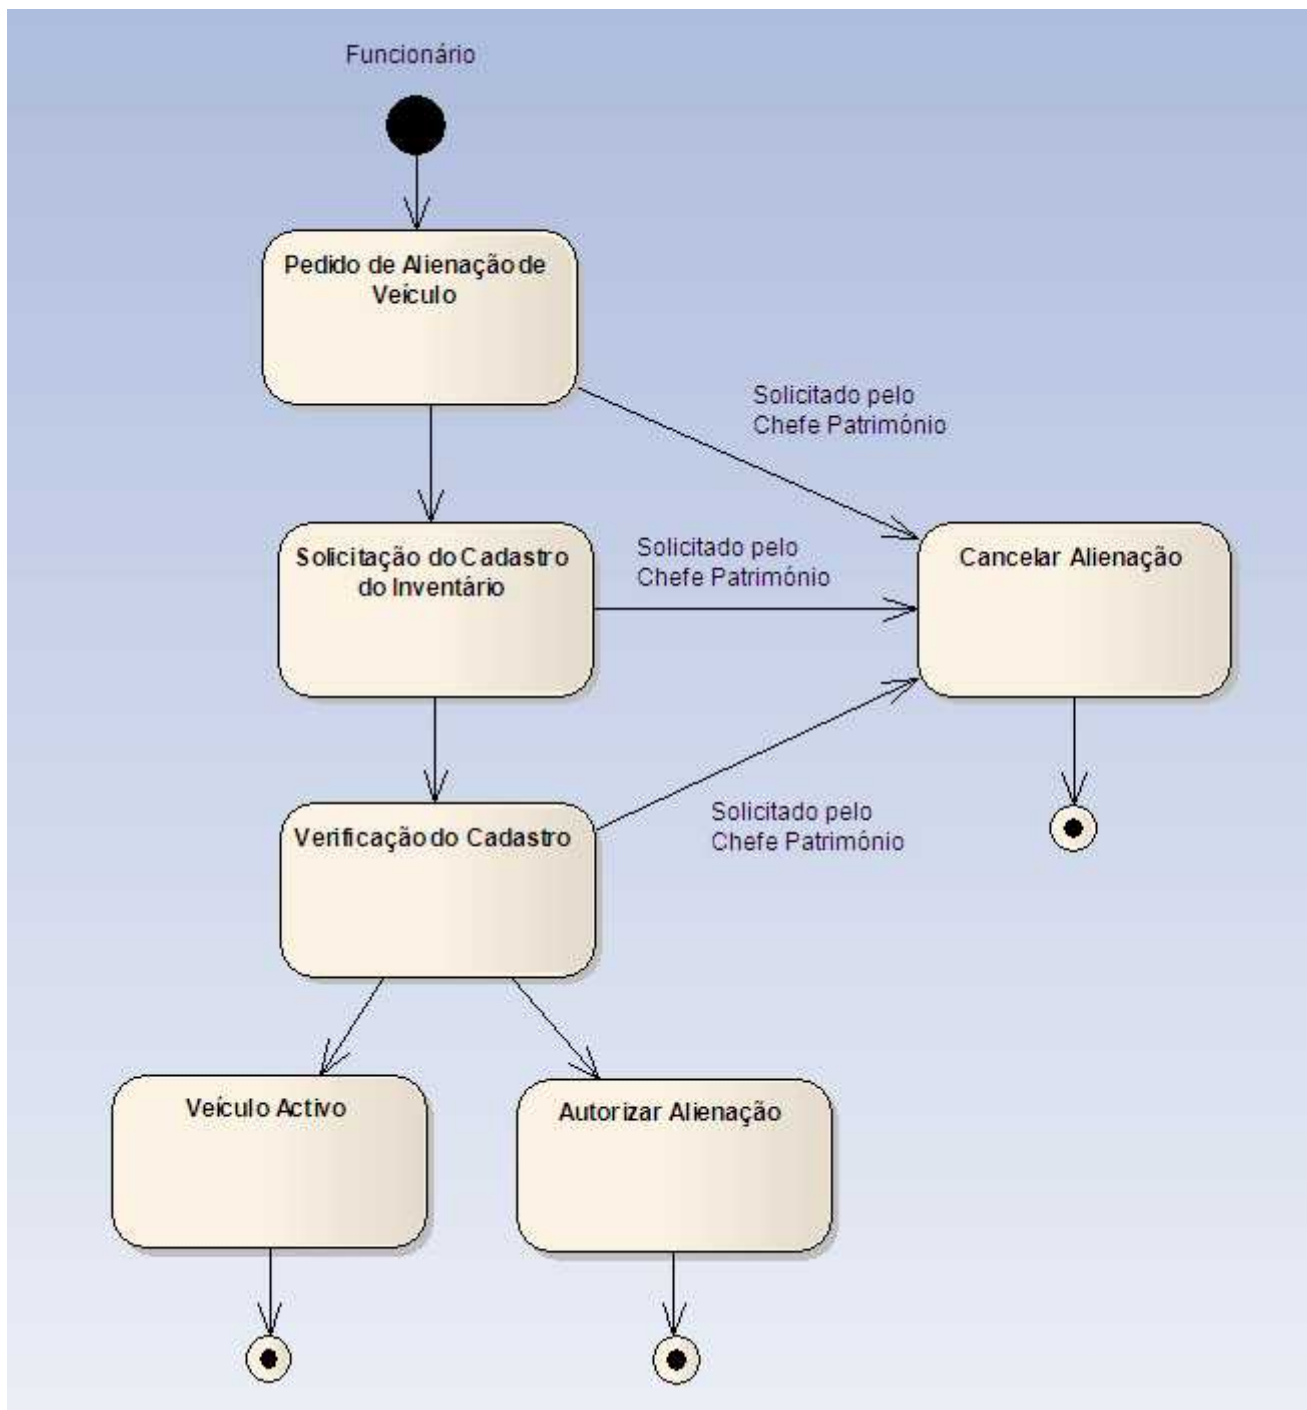 Funcionário
Pedido de Alienação de
Veículo
Solicitado pelo
Chefe Património
Solicitação do Cadastro
do Inventário
Solicitado pelo
Chefe Património
Cancelar Alienação
Verificação do Cadastro
Solicitado pelo
Chefe Património
Veículo Activo
Autorizar Alienação